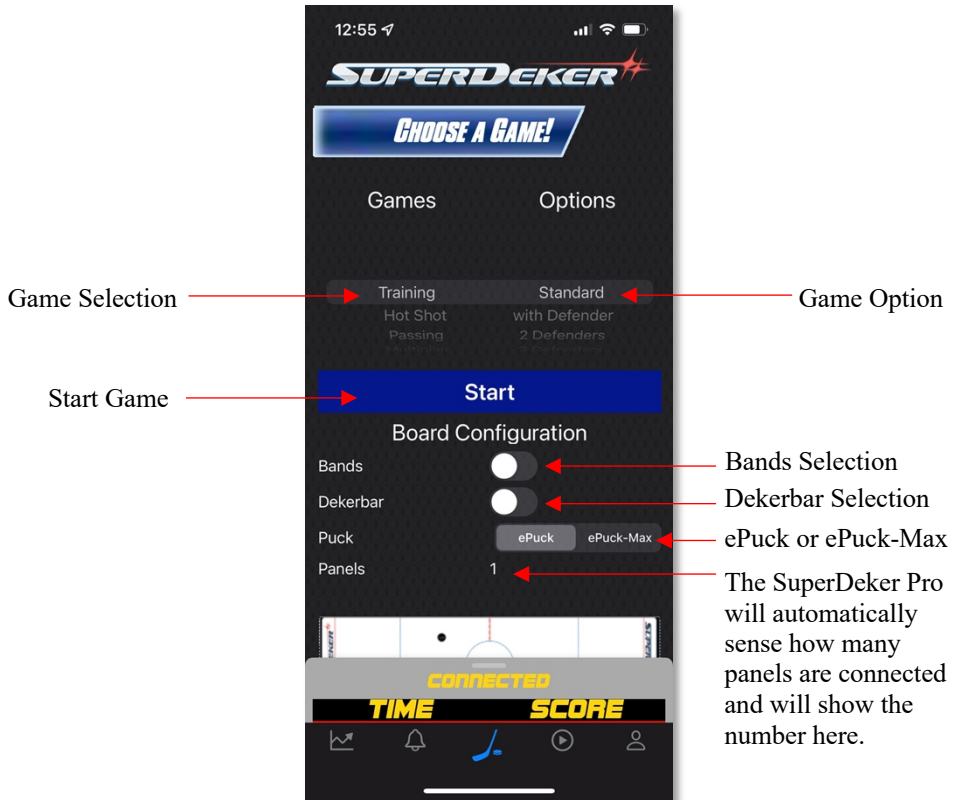 12:55
SUPERDEKER
CHOOSE A GAME!
Games Options
Game Selection
Training Standard
Game Option
Hot Shot with Defender
Passing 2 Defenders
Start Game
Start
Board Configuration
Bands
Bands Selection
Dekerbar
Dekerbar Selection
Puck ePuck ePuck-Max
ePuck or ePuck-Max
Panels 1
The SuperDeker Pro
will automatically
sense how many
panels are connected
and will show the
number here.
CONNECTED
TIME SCORE